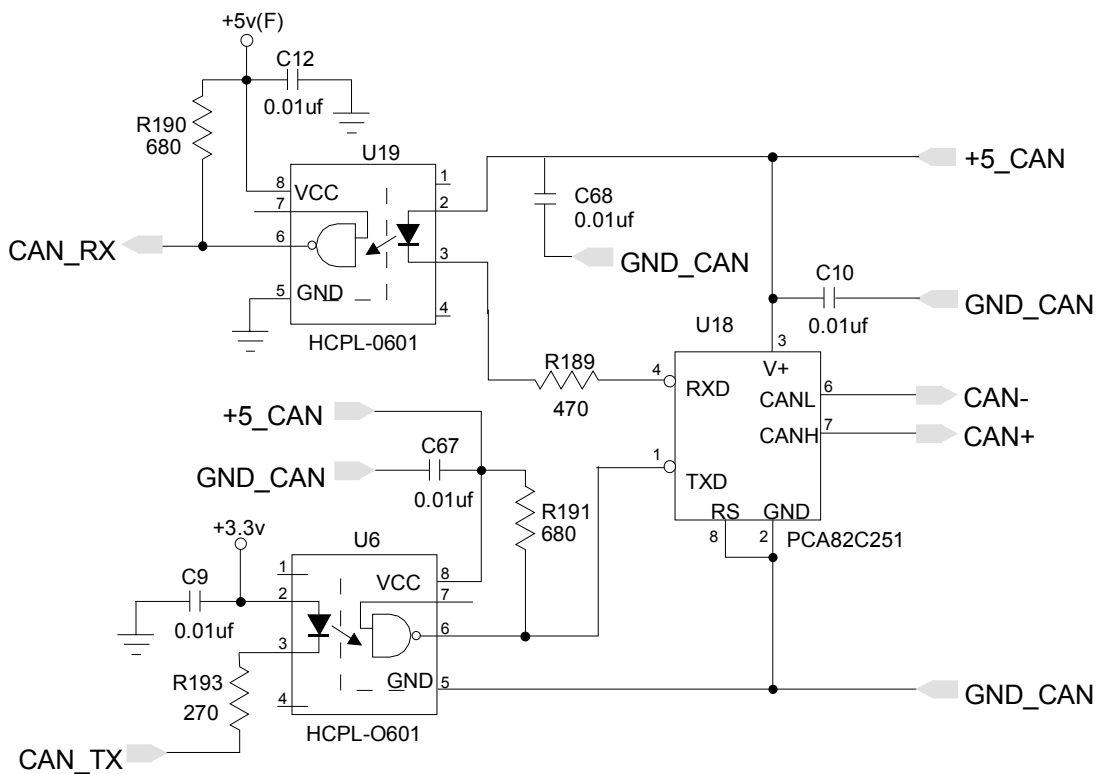 +5v(F)
C12
0.01uf
R190
680
U19
8
VCC
1
7
2
CAN_RX
6
3
5
GND
4
HCPL-0601
+5_CAN
C68
0.01uf
GND_CAN
C10
0.01uf
GND_CAN
U18
3
V+
R189
470
4
RXD
CANL
6
CAN-
CANH
7
CAN+
1
TXD
RS
GND
8
2
PCA82C251
+5_CAN
C67
GND_CAN
0.01uf
R191
680
+3.3v
U6
1
VCC
8
C9
0.01uf
2
7
6
3
R193
270
GND
5
4
HCPL-O601
CAN_TX
GND_CAN